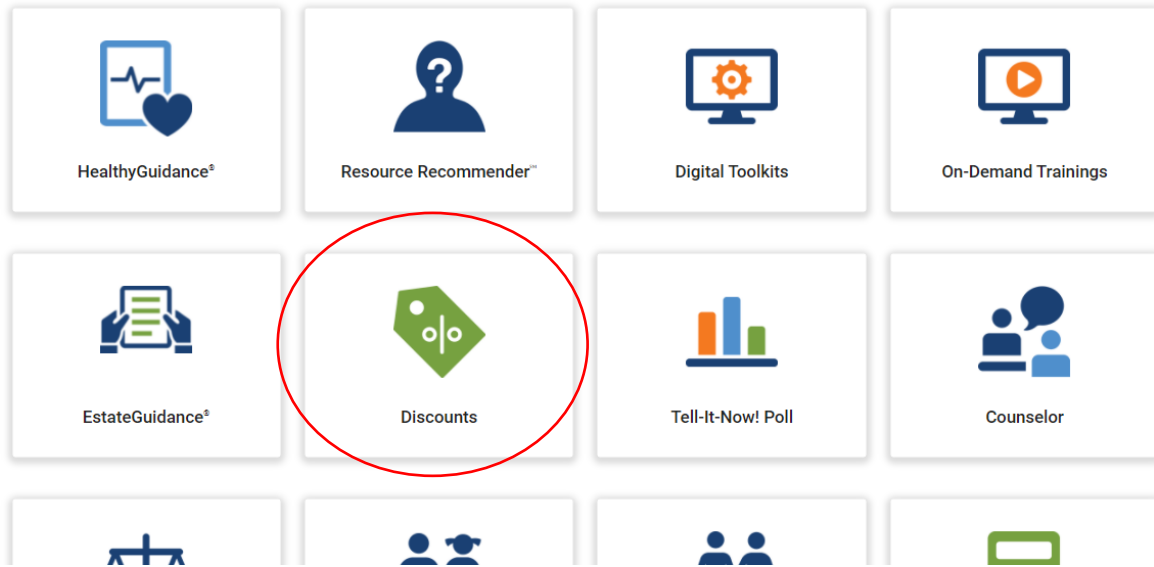 HealthyGuidance®
Resource Recommender℠
Digital Toolkits
On-Demand Trainings
EstateGuidance®
Discounts
Tell-It-Now! Poll
Counselor